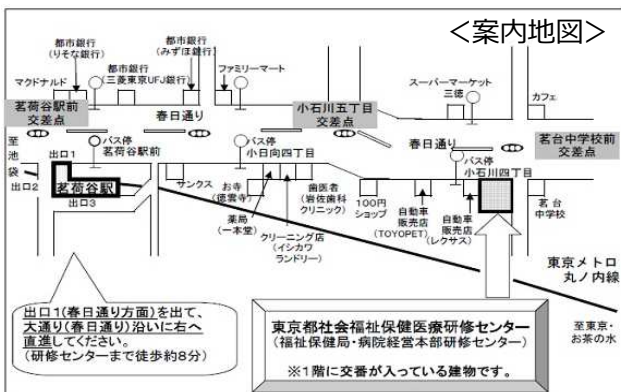 <案内地図>
都市銀行
(りそな銀行)
都市銀行
(三菱東京UFJ銀行)
都市銀行
(みずほ銀行)
ファミリーマート
マクドナルド
スーパーマーケット
三徳
カフェ
茗荷谷駅前
交差点
春日通り
小石川五丁目
交差点
春日通り
茗台中学校前
交差点
至池袋
出口1
バス停
茗荷谷駅前
バス停
小日向四丁目
バス停
小石川四丁目
出口2
茗荷谷駅
出口3
サンクス
お寺
(徳雲寺)
薬局
(一本堂)
クリーニング店
(イシカワ
ランドリー)
歯医者
(岩佐歯科
クリニック)
100円
ショップ
自動車
販売店
(TOYOPET)
自動車
販売店
(レクサス)
茗台
中学校
東京メトロ
丸ノ内線
至東京・
お茶の水
出口1(春日通り方面)を出て、
大通り(春日通り)沿いに右へ
直進してください。
(研修センターまで徒歩約8分)
東京都社会福祉保健医療研修センター
(福祉保健局・病院経営本部研修センター)
※1階に交番が入っている建物です。